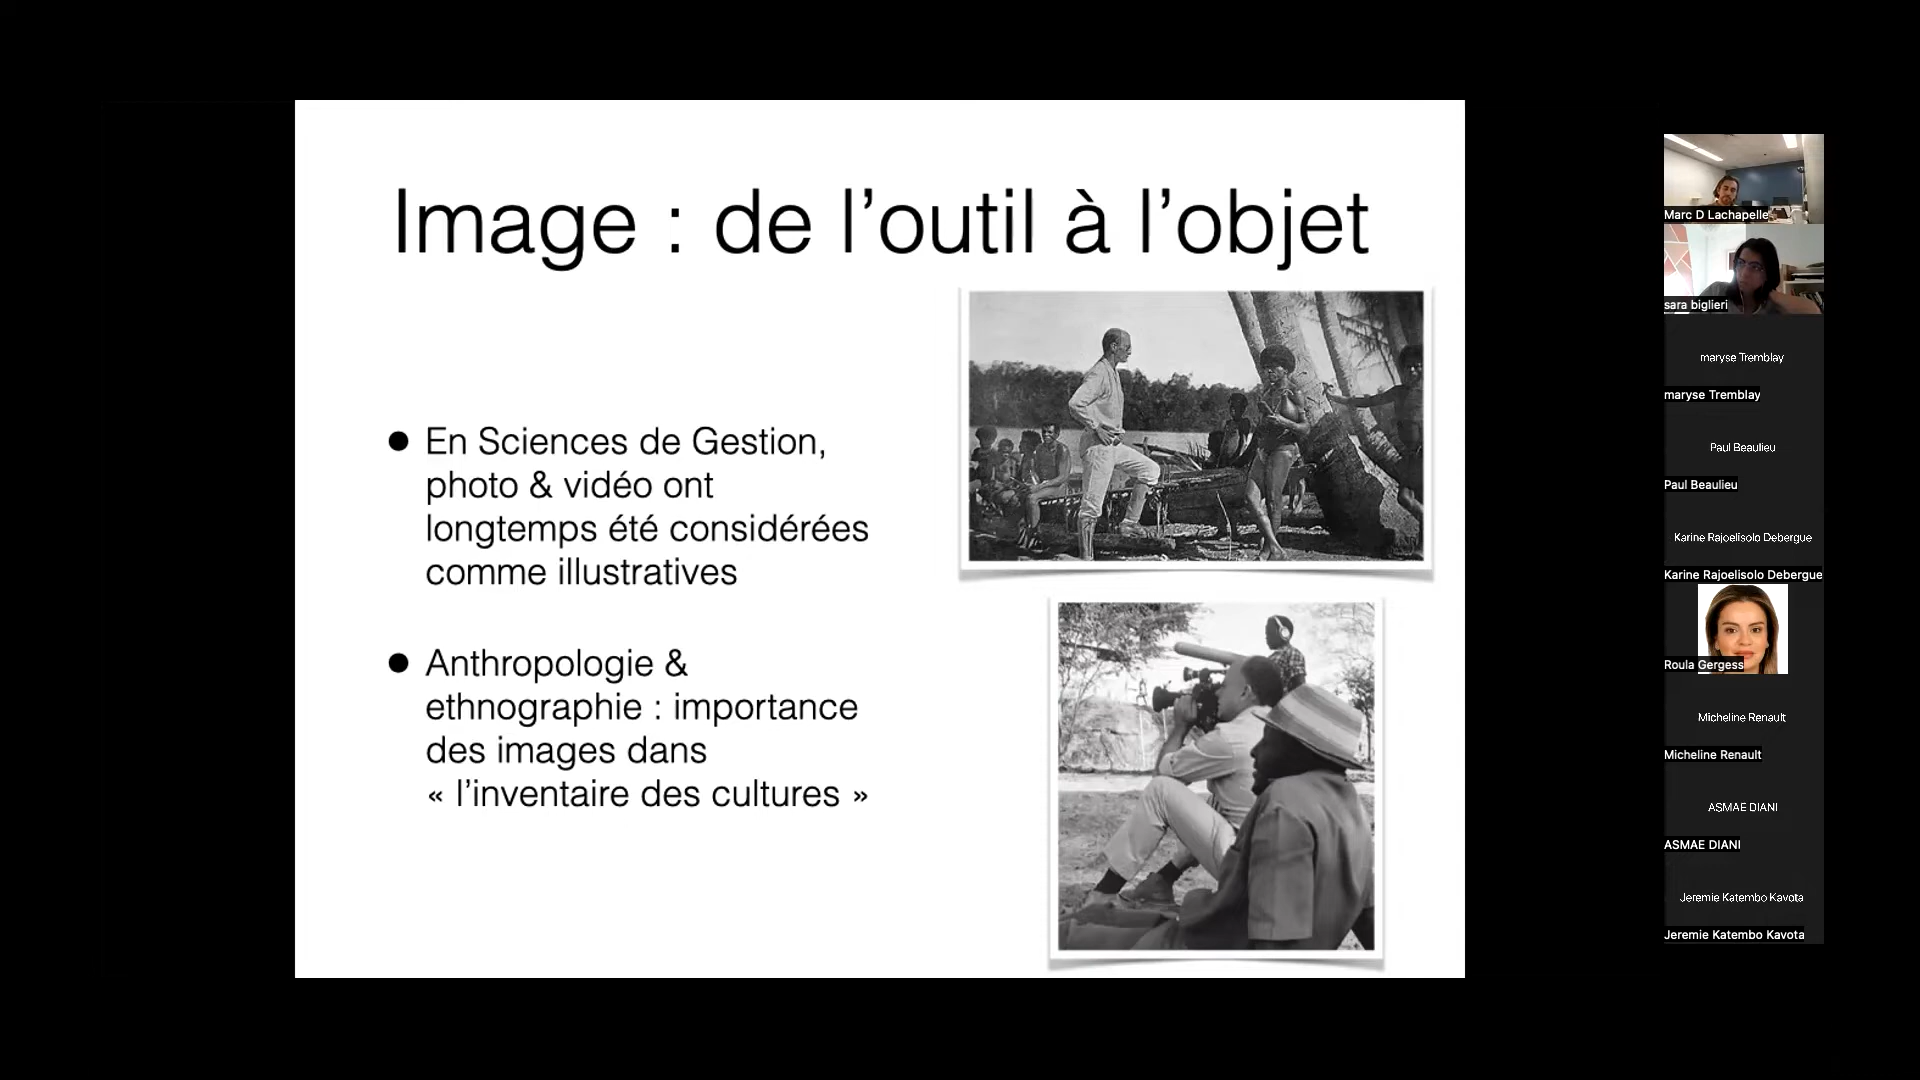 Image : de l’outil à l’objet
● En Sciences de Gestion,
photo & vidéo ont
longtemps été considérées
comme illustratives
● Anthropologie &
ethnographie : importance
des images dans
« l’inventaire des cultures »
Marc D Lachapelle
sara biglieri
maryse Tremblay
maryse Tremblay
Paul Beaulieu
Paul Beaulieu
Karine Rajoelisolo Debergue
Karine Rajoelisolo Debergue
Roula Gergess
Micheline Renault
Micheline Renault
ASMAE DIANI
ASMAE DIANI
Jeremie Katembo Kavota
Jeremie Katembo Kavota